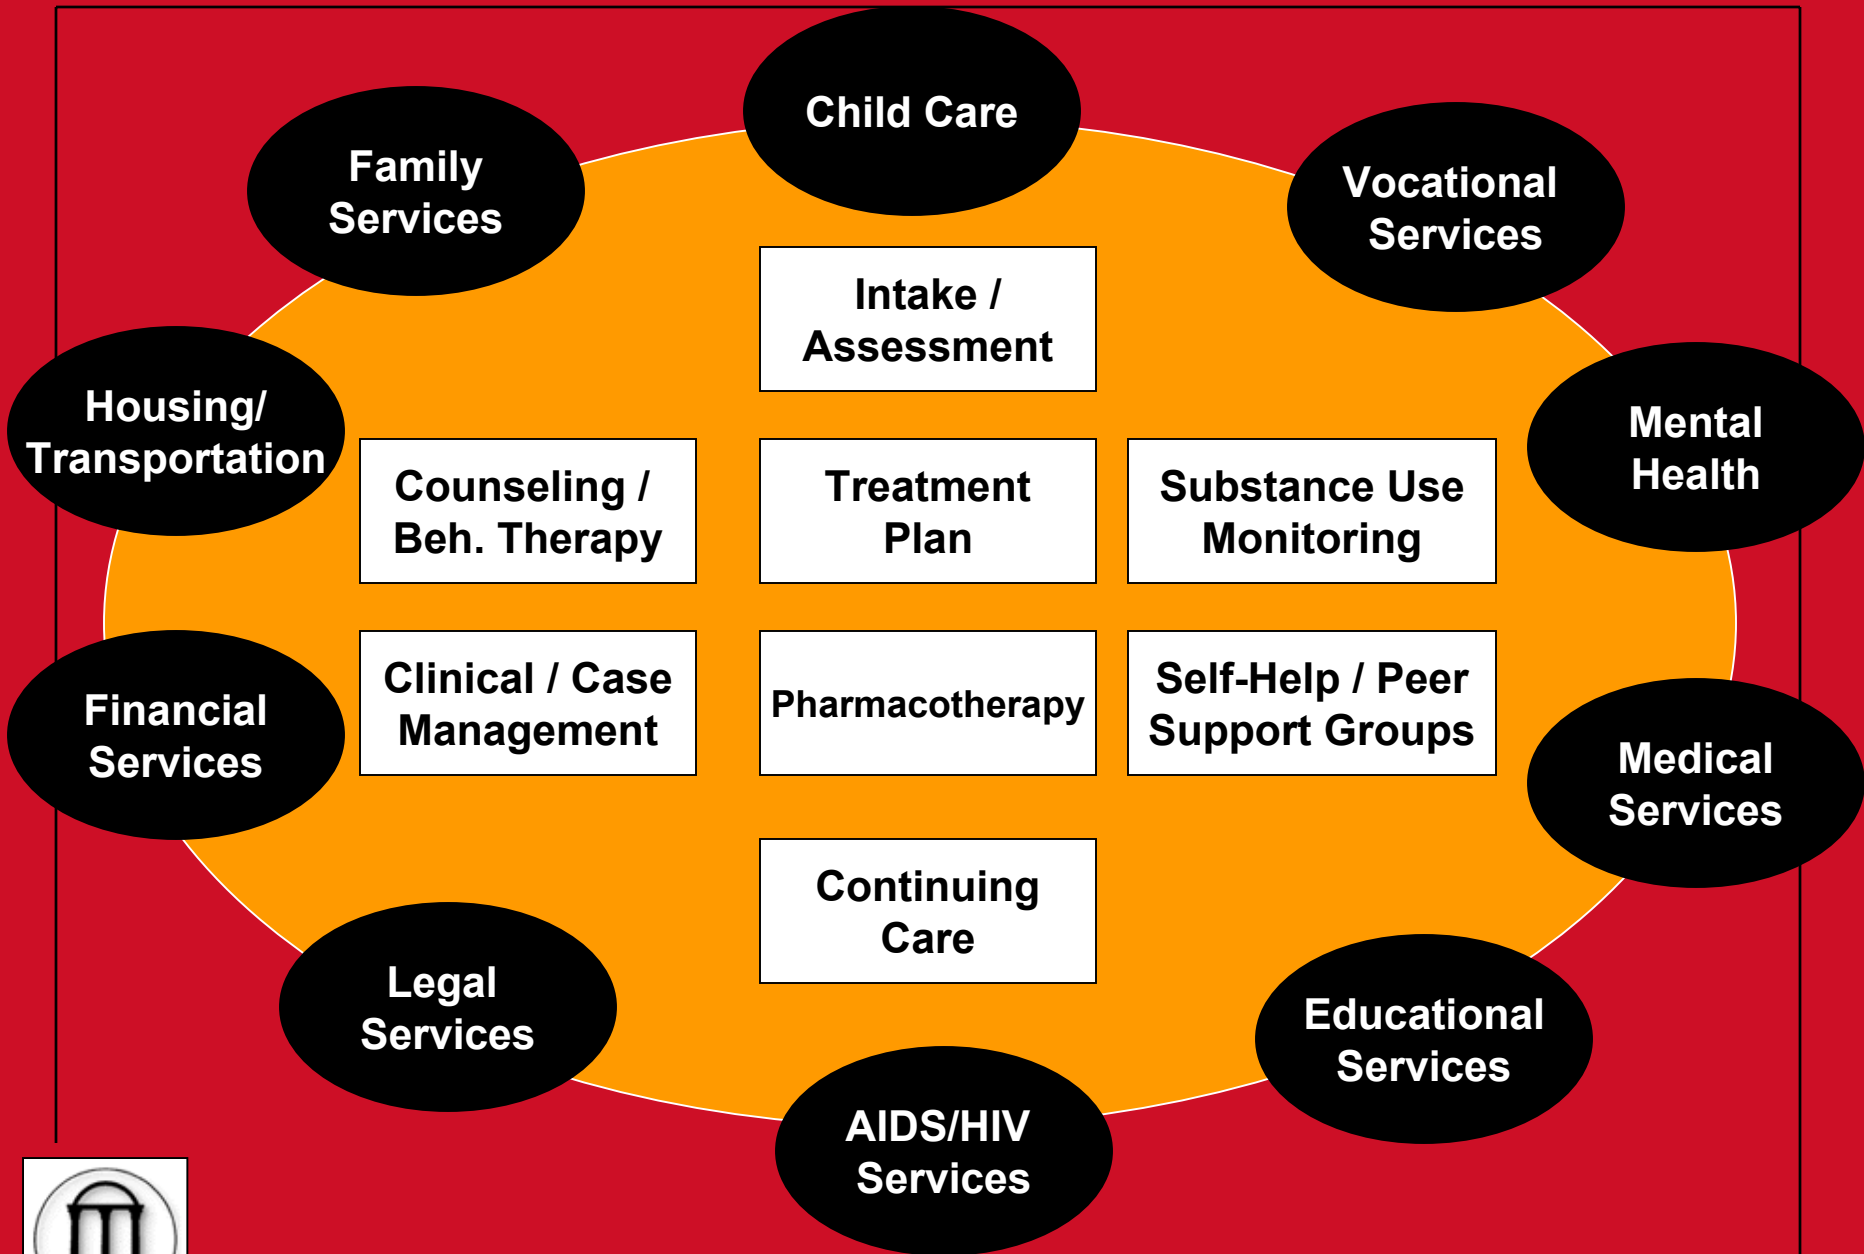 Child Care
Family
Services
Vocational
Services
Intake /
Assessment
Housing/
Transportation
Mental
Health
Counseling /
Beh. Therapy
Treatment
Plan
Substance Use
Monitoring
Financial
Services
Clinical / Case
Management
Pharmacotherapy
Self-Help / Peer
Support Groups
Medical
Services
Continuing
Care
Legal
Services
Educational
Services
AIDS/HIV
Services